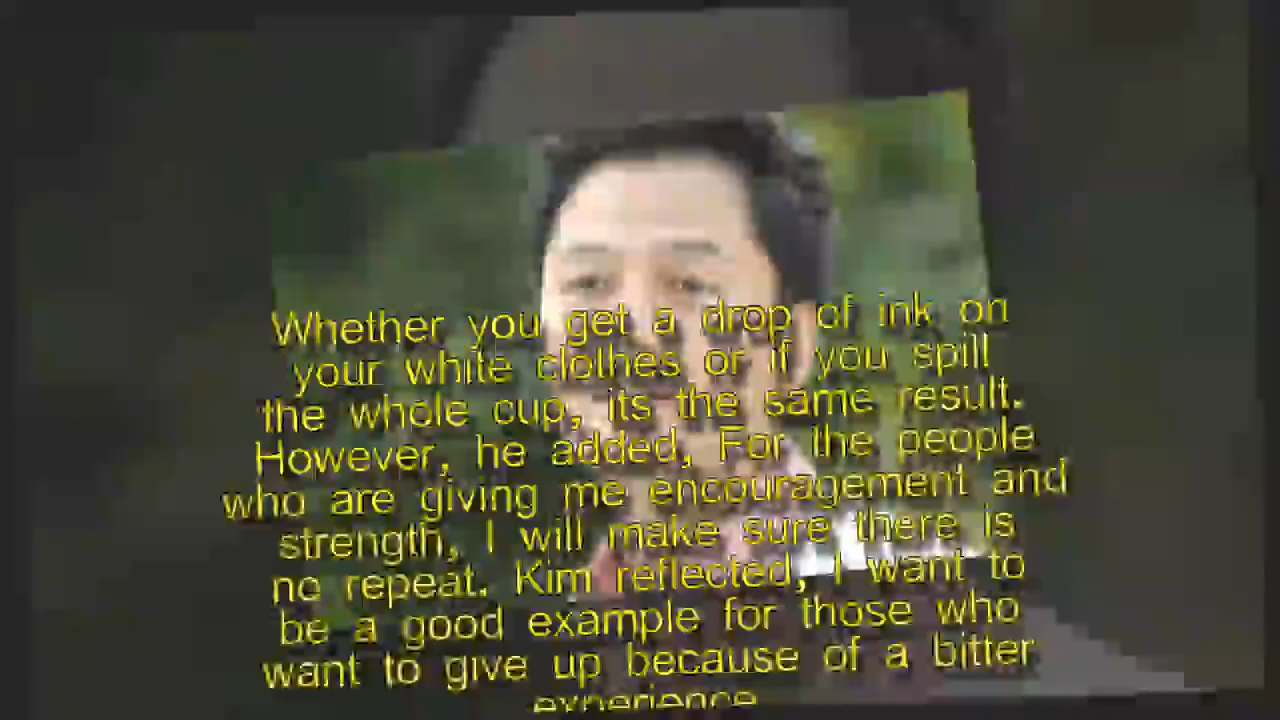 Whether you get a drop of ink on
your white clothes or if you spill
the whole cup, its the same result.
However, he added, For the people
who are giving me encouragement and
strength, I will make sure there is
no repeat. Kim reflected, I want to
be a good example for those who
want to give up because of a bitter
experience